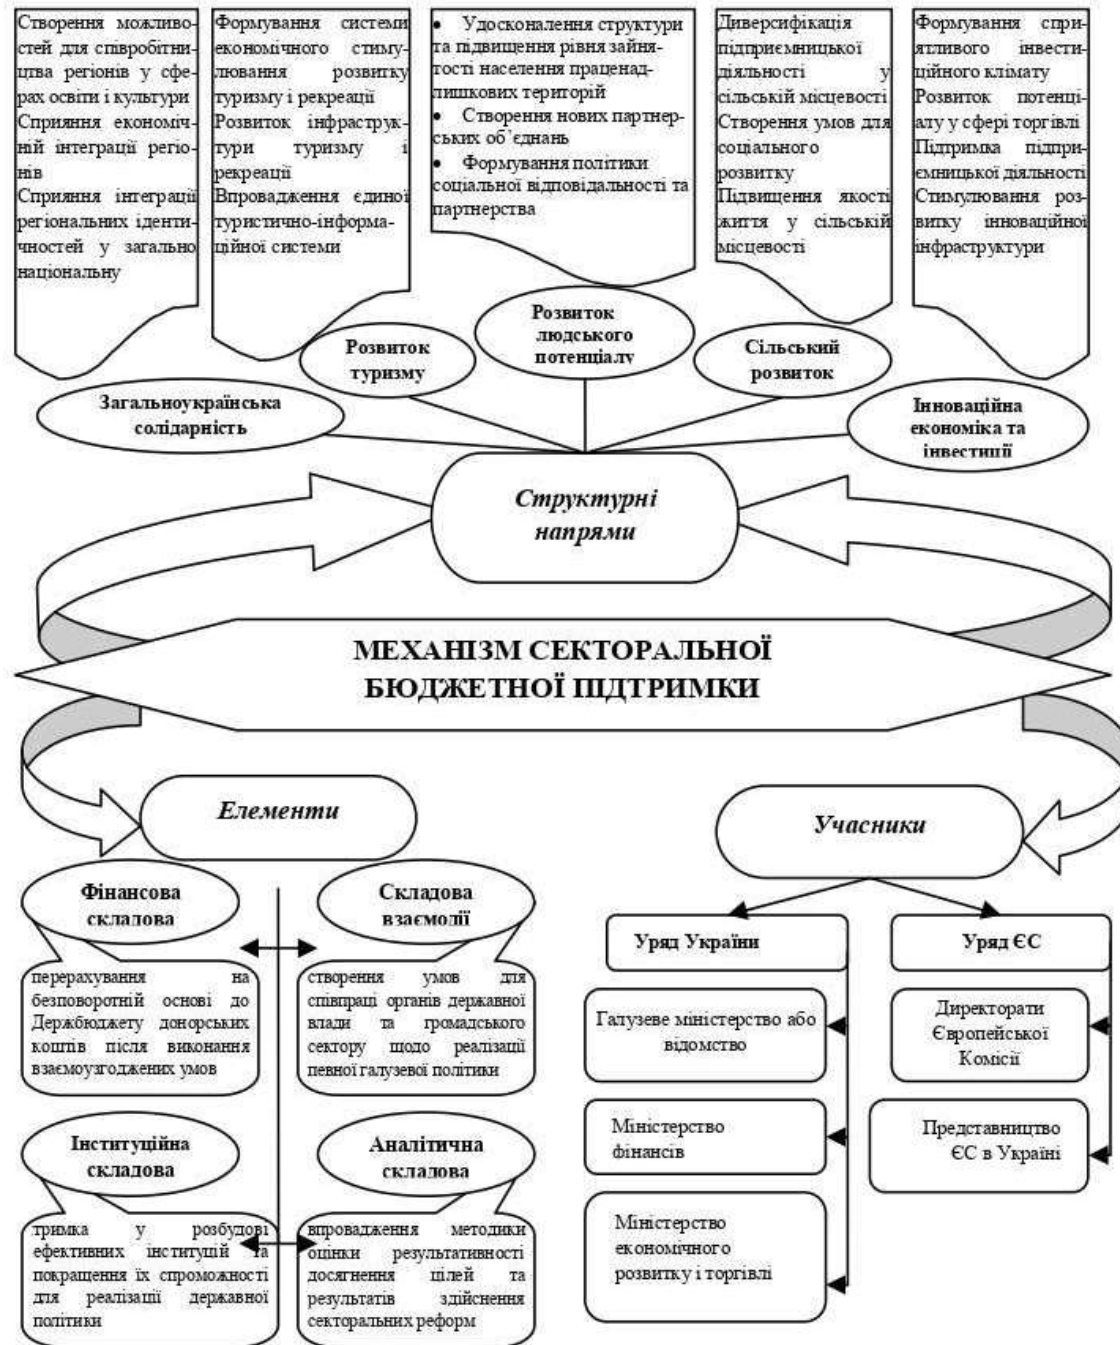 Створення можливо-
стей для співробітни-
цтва регіонів у сфе-
рах освіти і культури
Сприяння економіч-
ній інтеграції регіо-
нів
Сприяння інтеграції
регіональних іденти-
чностей у загально
національну
Формування системи
економічного стиму-
лювання розвитку
туризму і рекреації
Розвиток інфраструк-
тури туризму і
рекреації
Впровадження єдиної
туристично-інформа-
ційної системи
• Удосконалення структури
та підвищення рівня зайня-
тості населення праценад-
лишкових територій
• Створення нових партнер-
ських об’єднань
• Формування політики
соціальної відповідальності та
партнерства
Диверсифікація
підприємницької
діяльності у
сільській місцевості
Створення умов для
соціального
розвитку
Підвищення якості
життя у сільській
місцевості
Формування спри-
ятливого інвести-
ційного клімату
Розвиток потенці-
алу у сфері торгівлі
Підтримка підпри-
ємницької діяльності
Стимулювання роз-
витку інноваційної
інфраструктури
Загальноукраїнська
солідарність
Розвиток
туризму
Розвиток
людського
потенціалу
Сільський
розвиток
Інноваційна
економіка та
інвестиції
Структурні
напрями
МЕХАНІЗМ СЕКТОРАЛЬНОЇ
БЮДЖЕТНОЇ ПІДТРИМКИ
Елементи
Учасники
Фінансова
складова
перерахування на
безповоротній основі до
Держбюджету донорських
коштів після виконання
взаємоузгоджених умов
Складова
взаємодії
створення умов для
співпраці органів державної
влади та громадського
сектору щодо реалізації
певної галузевої політики
Інституційна
складова
тримка у розбудові
ефективних інституцій та
покращення їх спроможності
для реалізації державної
політики
Аналітична
складова
впровадження методики
оцінки результативності
досягнення цілей та
результатів здійснення
секторальних реформ
Уряд України
Галузеве міністерство або
відомство
Міністерство
фінансів
Міністерство
економічного
розвитку і торгівлі
Уряд ЄС
Директорати
Європейської
Комісії
Представництво
ЄС в Україні